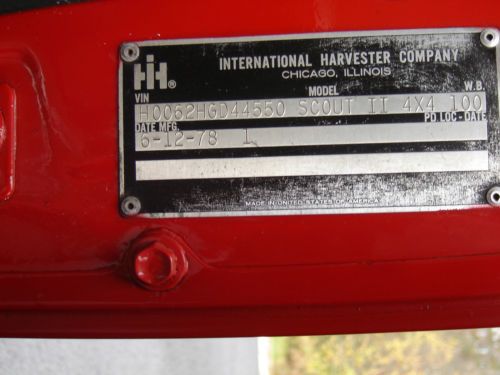 IH®
INTERNATIONAL HARVESTER COMPANY
CHICAGO, ILLINOIS
VIN MODEL W.B.
H0062HGD44550 SCOUT II 4X4 100
DATE MFG. PD LOC-DATE
6-12-78 1
MADE IN UNITED STATES OF AMERICA